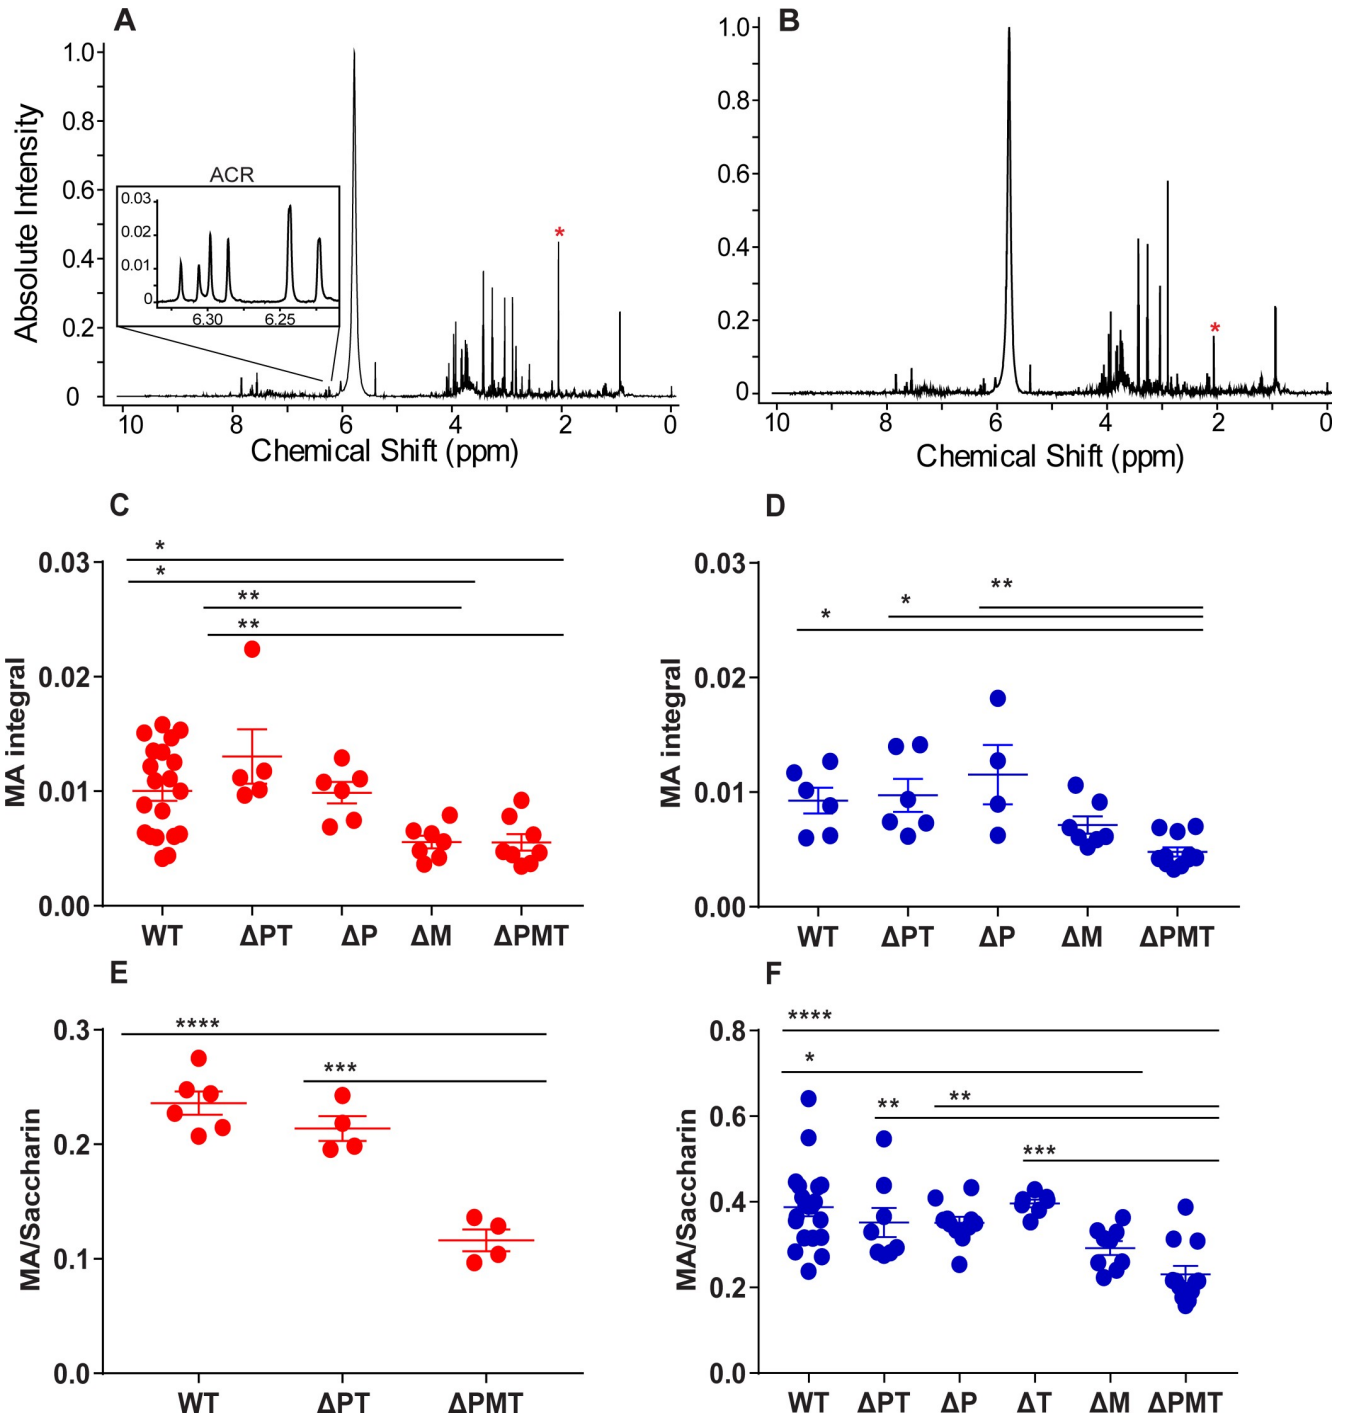 A
Absolute Intensity
1.0
0.8
0.6
0.4
0.2
0
ACR
0.03
0.02
0.01
0
6.30
6.25
*
10 8 6 4 2 0
Chemical Shift (ppm)
B
1.0
0.8
0.6
0.4
0.2
0
*
10 8 6 4 2 0
Chemical Shift (ppm)
C
MA integral
0.03
0.02
0.01
0.00
*
*
**
**
WT ΔPT ΔP ΔM ΔPMT
D
MA integral
0.03
0.02
0.01
0.00
**
*
*
WT ΔPT ΔP ΔM ΔPMT
E
MA/Saccharin
0.3
0.2
0.1
0.0
****
***
WT ΔPT ΔPMT
F
MA/Saccharin
0.8
0.6
0.4
0.2
0.0
****
*
**
**
***
WT ΔPT ΔP ΔT ΔM ΔPMT